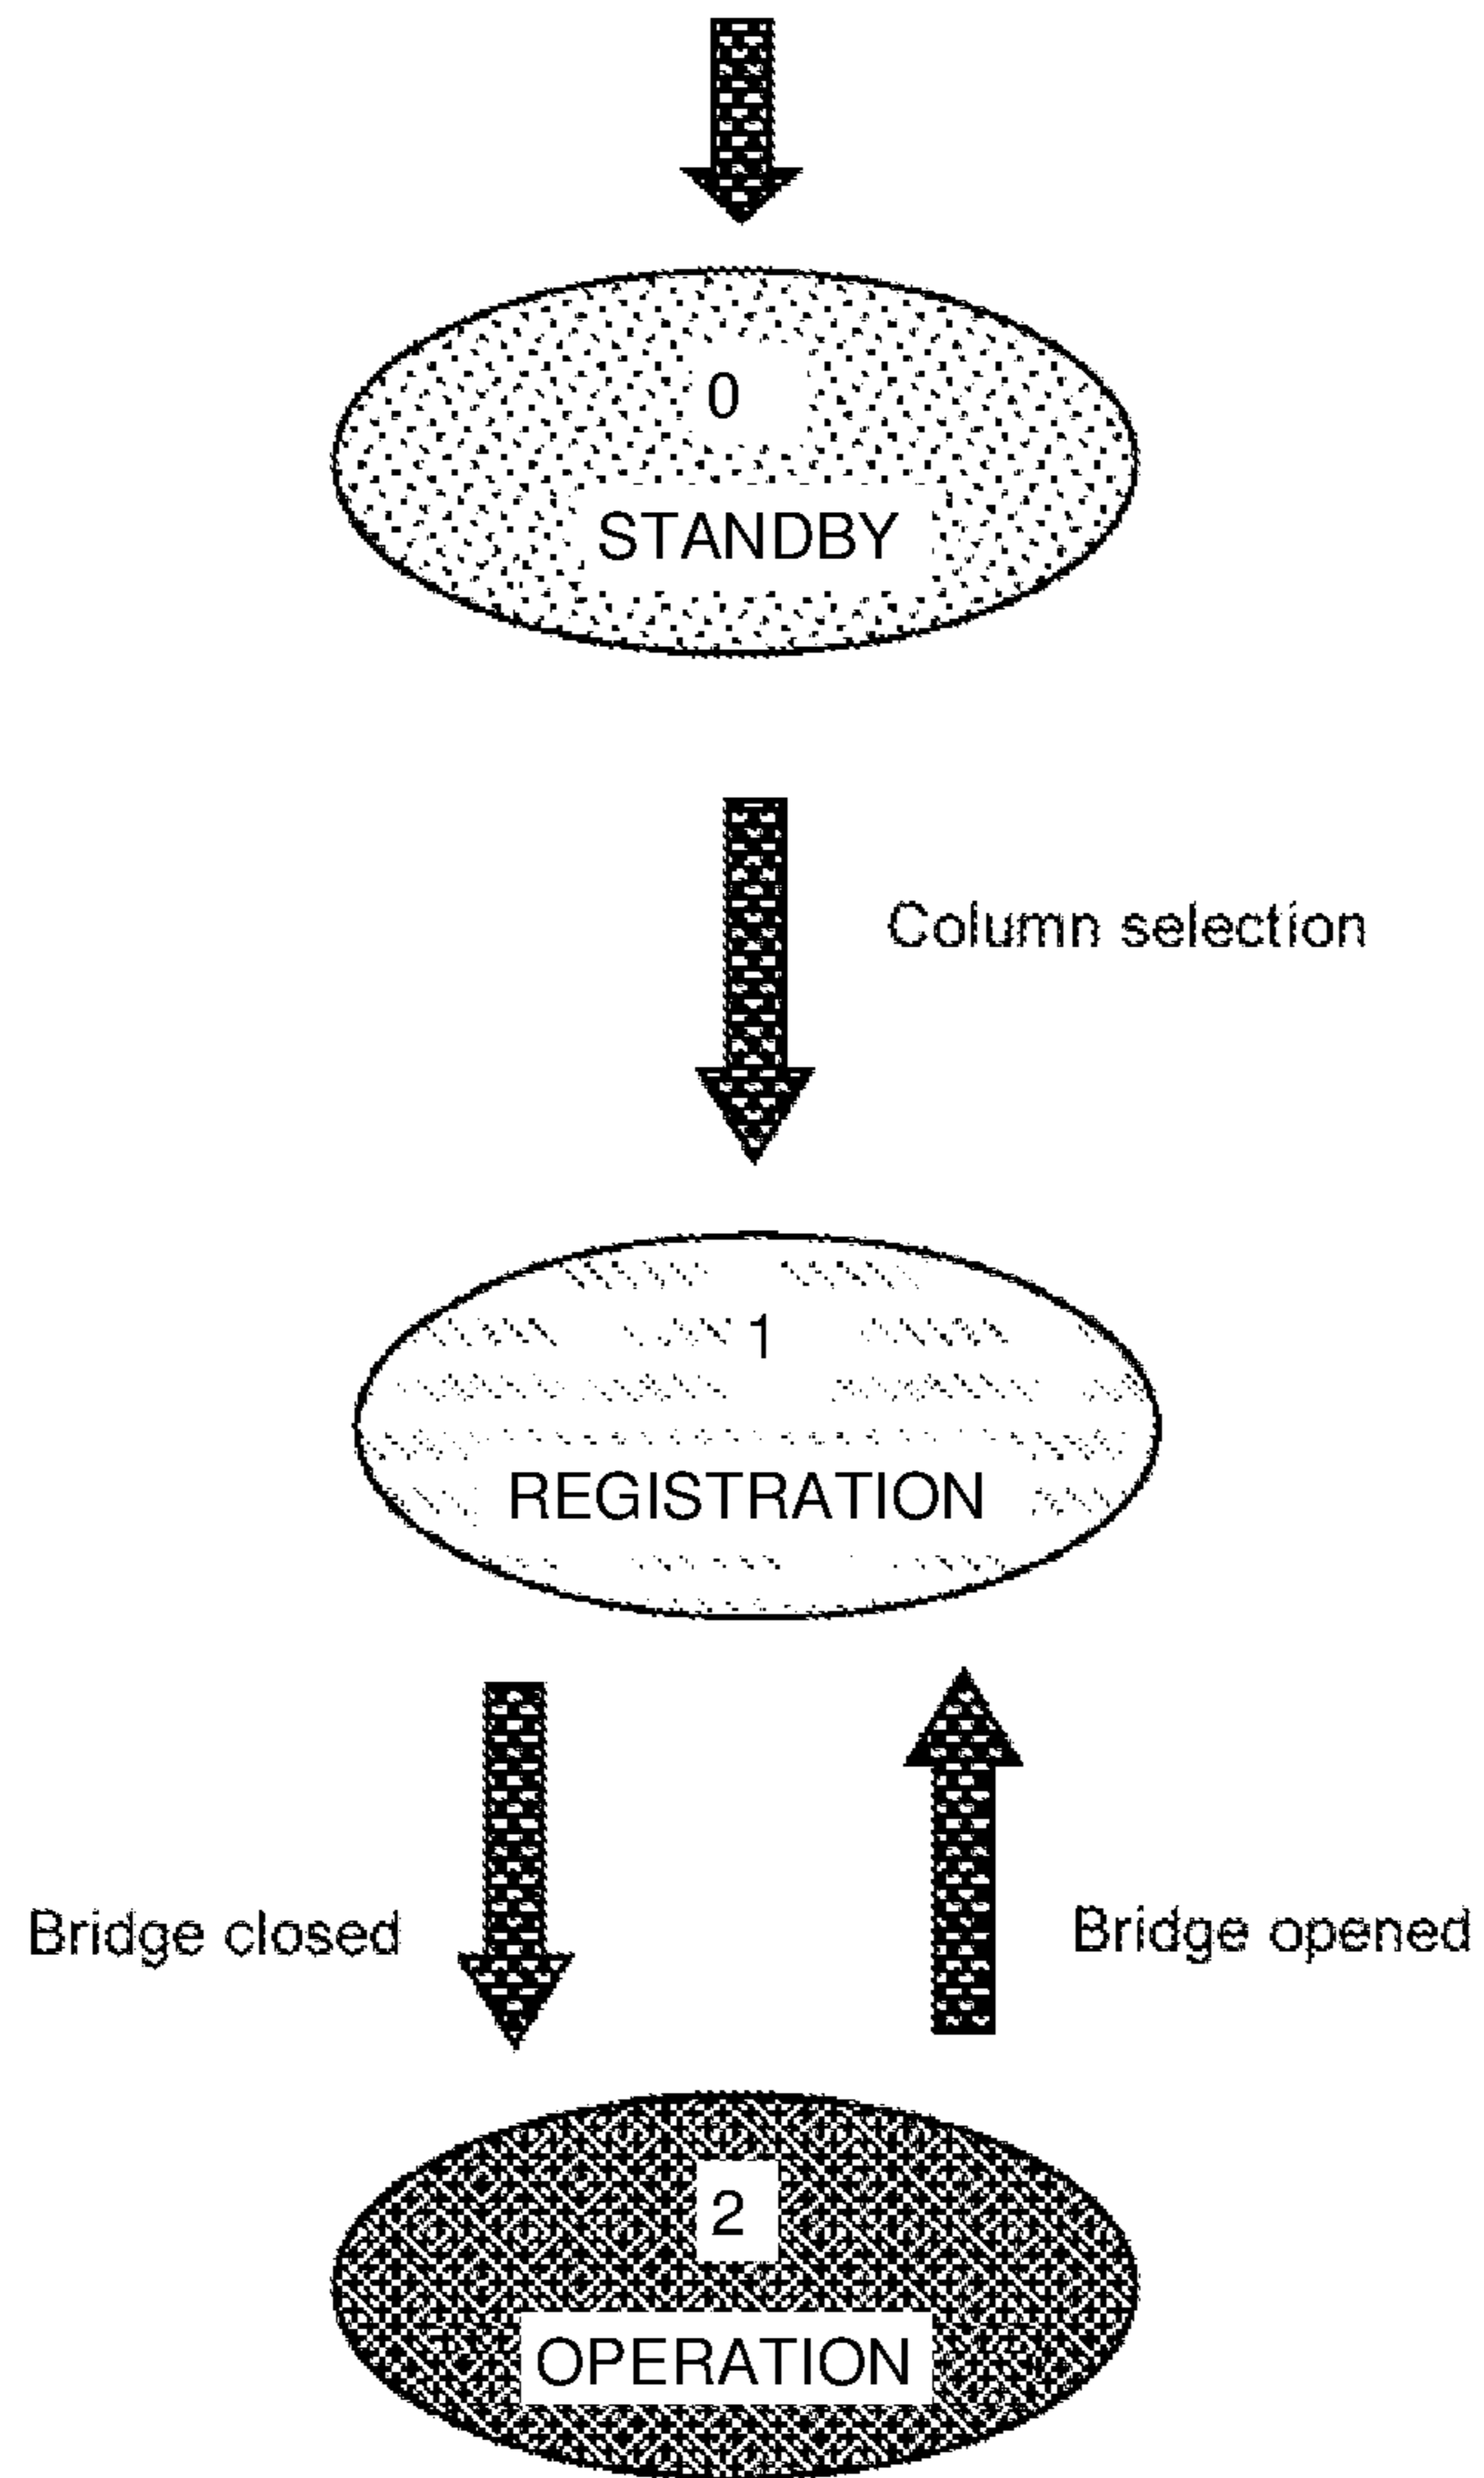 0
STANDBY
Column selection
1
REGISTRATION
Bridge closed
Bridge opened
2
OPERATION